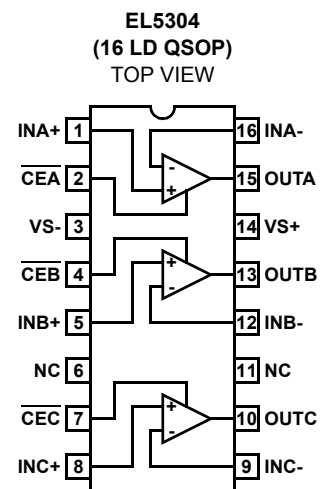 EL5304
(16 LD QSOP)
TOP VIEW
INA+ 1 16 INA-
CEA 2 15 OUTA
VS- 3 14 VS+
CEB 4 13 OUTB
INB+ 5 12 INB-
NC 6 11 NC
CEC 7 10 OUTC
INC+ 8 9 INC-
-
+
+
-
+
-